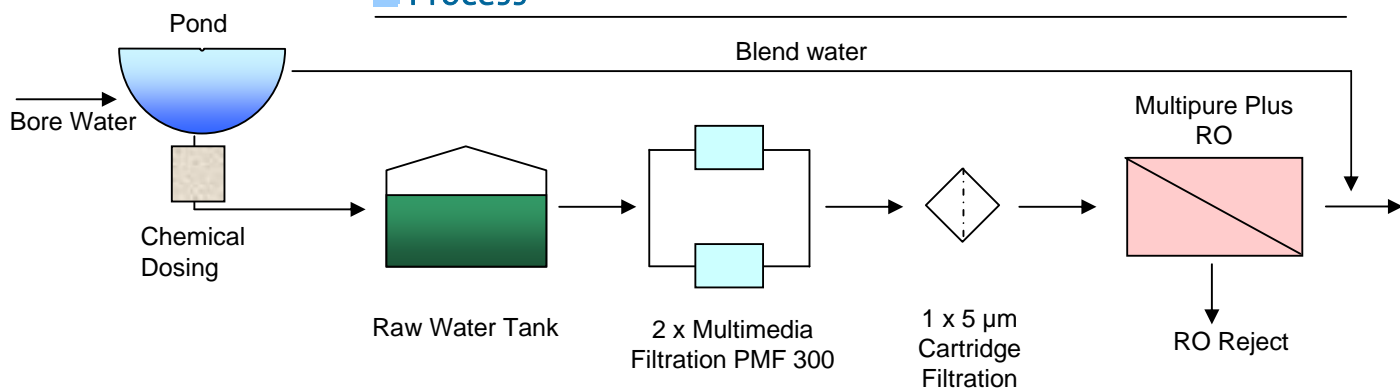 Process
Pond
Blend water
Bore Water
Multipure Plus
RO
Chemical
Dosing
Raw Water Tank
2 x Multimedia
Filtration PMF 300
1 x 5 µm
Cartridge
Filtration
RO Reject